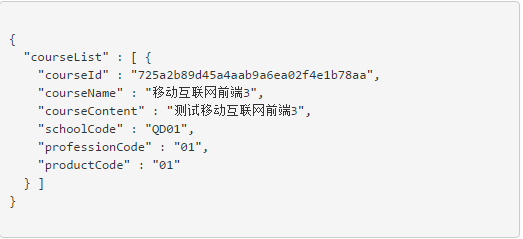 {
"courseList" : [ {
"courseId" : "725a2b89d45a4aab9a6ea02f4e1b78aa",
"courseName" : "移动互联网前端3",
"courseContent" : "测试移动互联网前端3",
"schoolCode" : "QD01",
"professionCode" : "01",
"productCode" : "01"
} ]
}